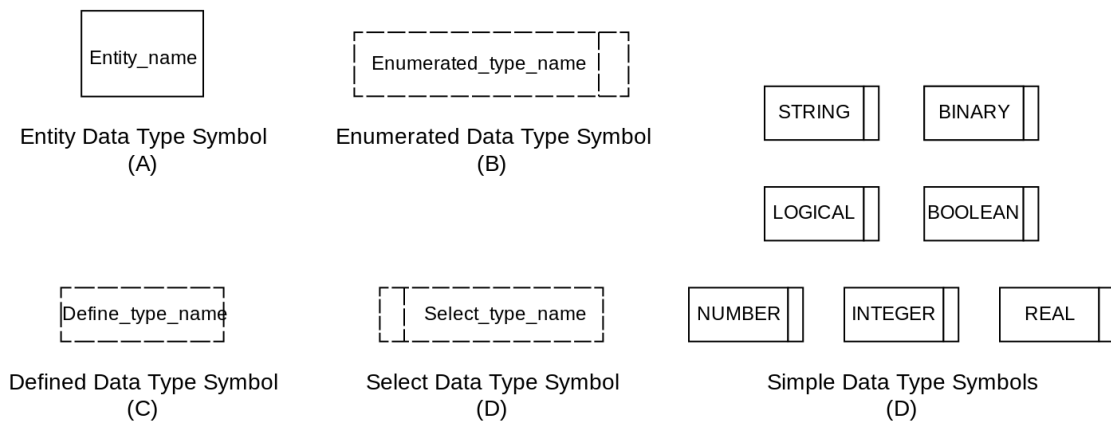 Entity_name
Entity Data Type Symbol
(A)
Enumerated_type_name
Enumerated Data Type Symbol
(B)
STRING
BINARY
LOGICAL
BOOLEAN
Define_type_name
Defined Data Type Symbol
(C)
Select_type_name
Select Data Type Symbol
(D)
NUMBER
INTEGER
REAL
Simple Data Type Symbols
(D)